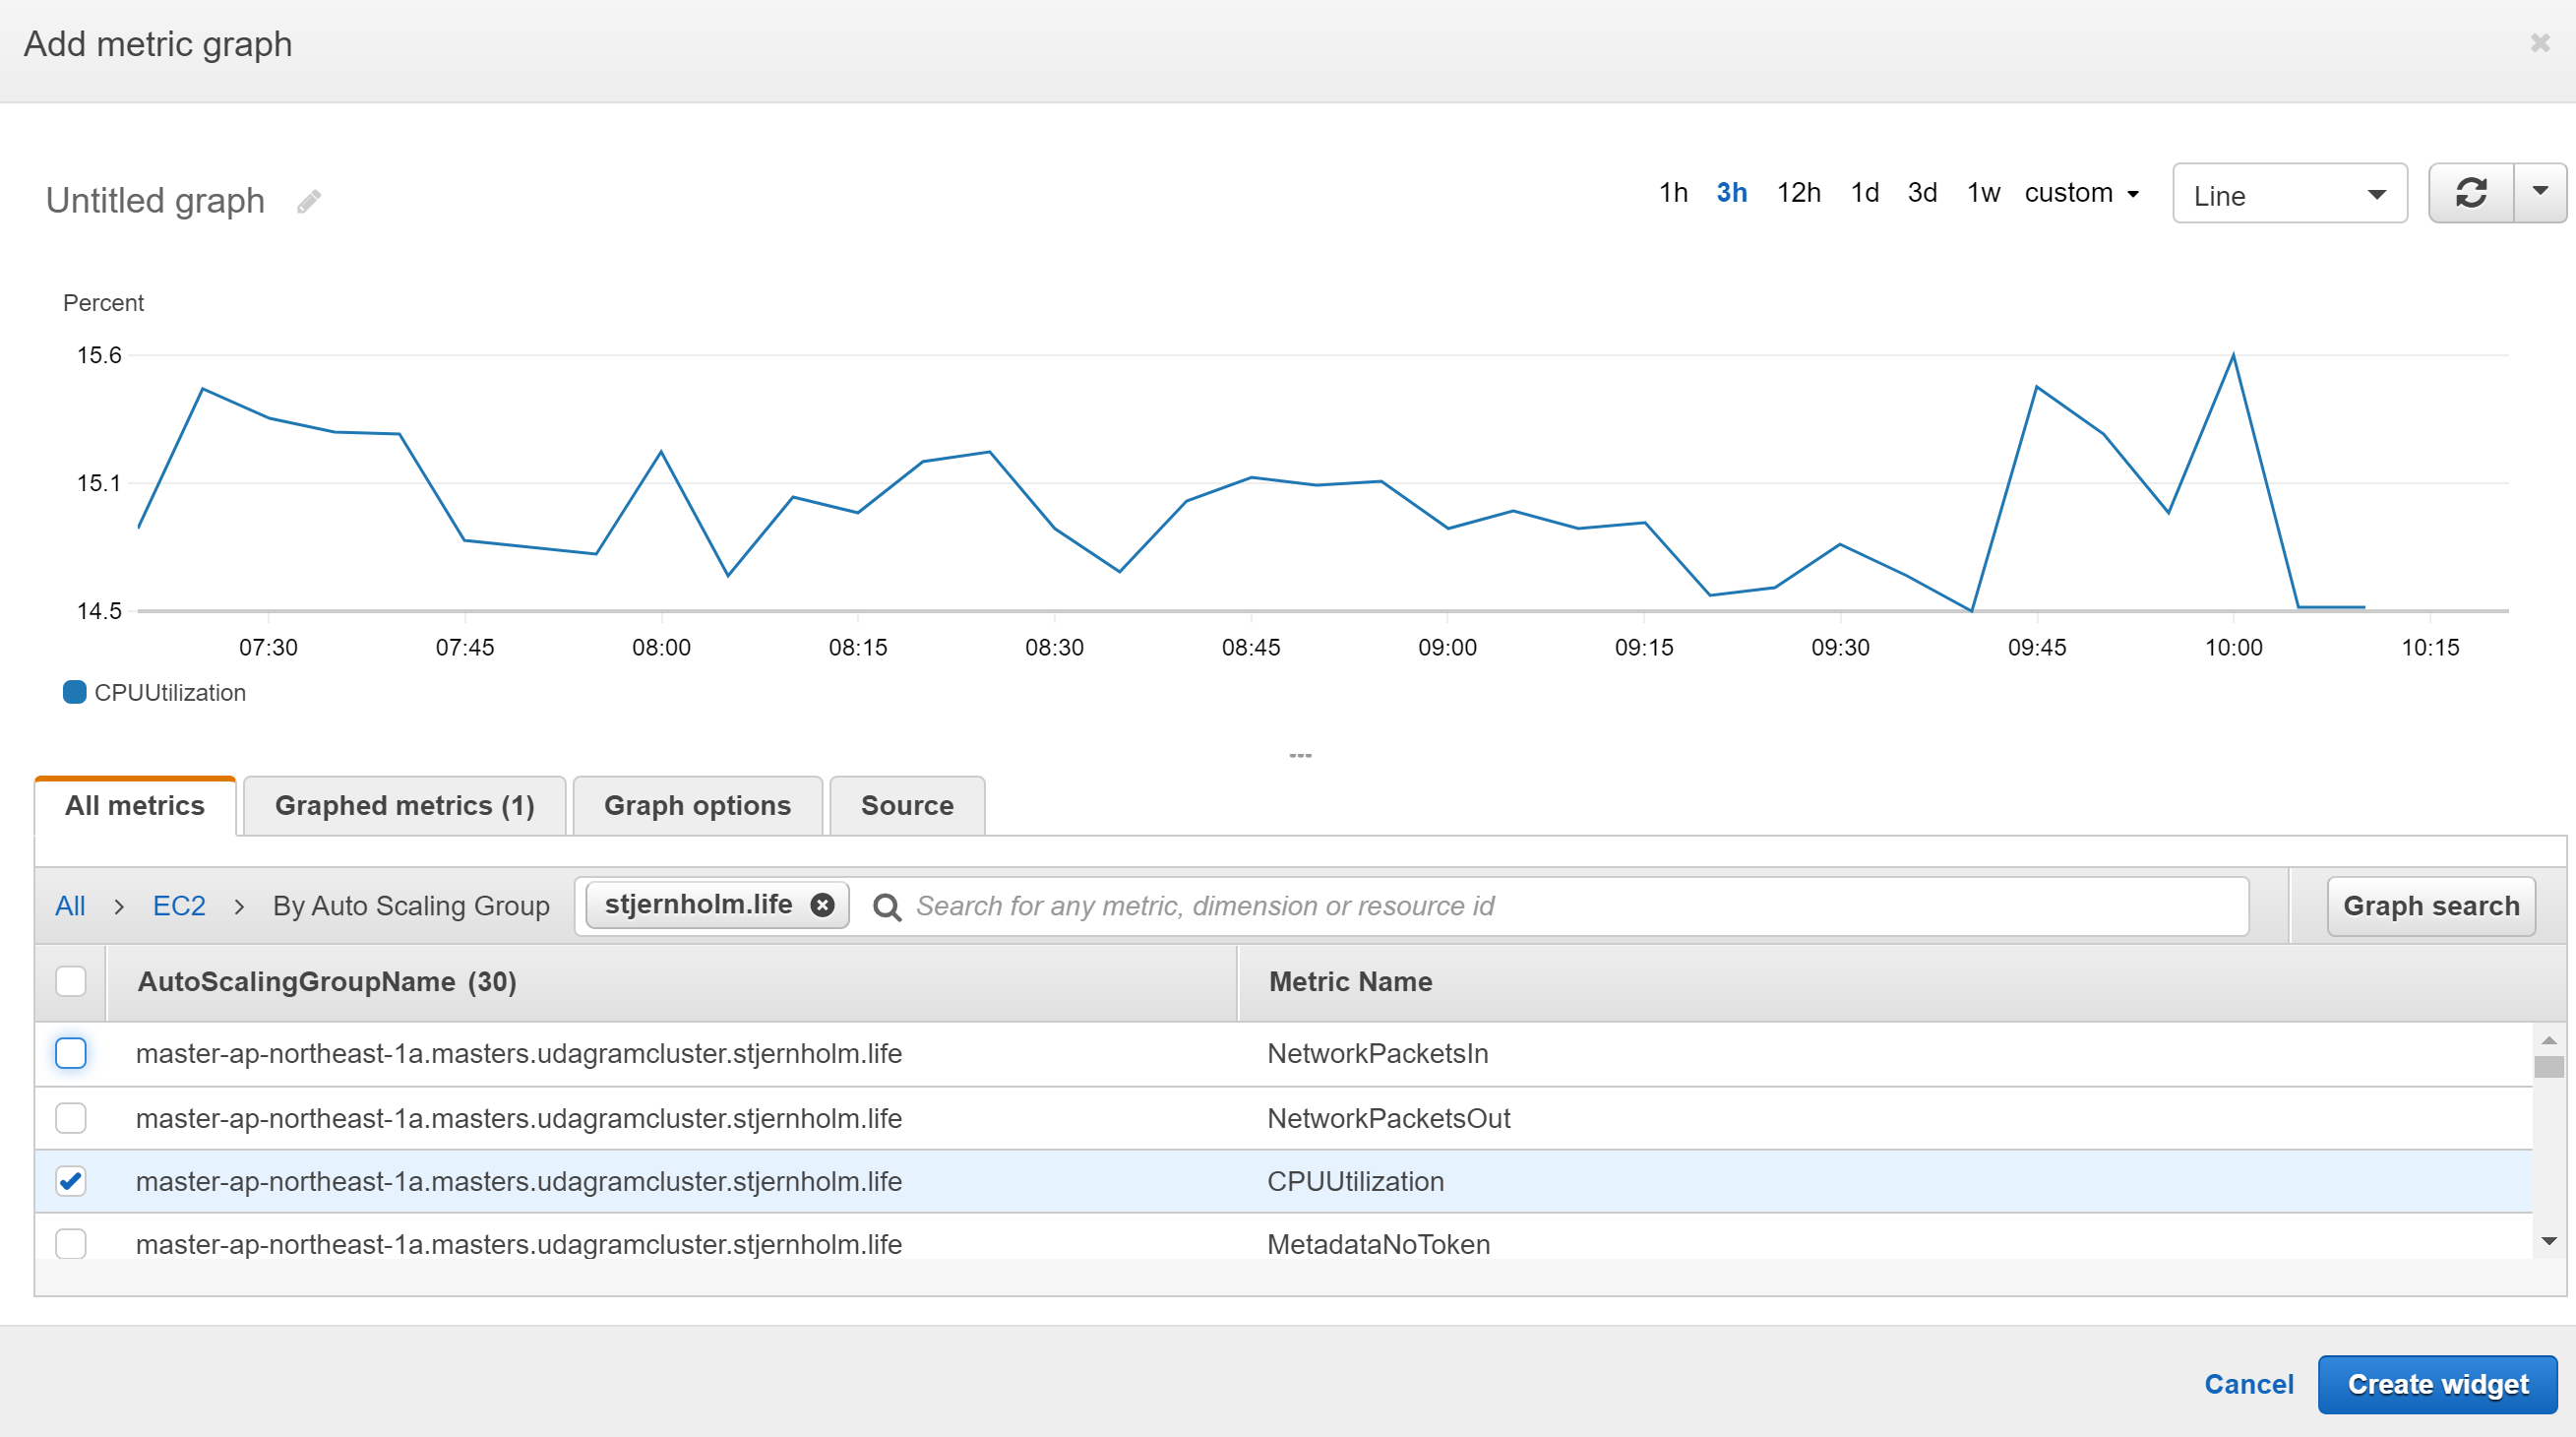 Add metric graph
Untitled graph
1h 3h 12h 1d 3d 1w custom Line
Percent
15.6
15.1
14.5
07:30 07:45 08:00 08:15 08:30 08:45 09:00 09:15 09:30 09:45 10:00 10:15
CPUUtilization
All metrics Graphed metrics (1) Graph options Source
All > EC2 > By Auto Scaling Group stjernholm.life Search for any metric, dimension or resource id Graph search
AutoScalingGroupName (30) Metric Name
master-ap-northeast-1a.masters.udagramcluster.stjernholm.life NetworkPacketsIn
master-ap-northeast-1a.masters.udagramcluster.stjernholm.life NetworkPacketsOut
master-ap-northeast-1a.masters.udagramcluster.stjernholm.life CPUUtilization
master-ap-northeast-1a.masters.udagramcluster.stjernholm.life MetadataNoToken
Cancel Create widget